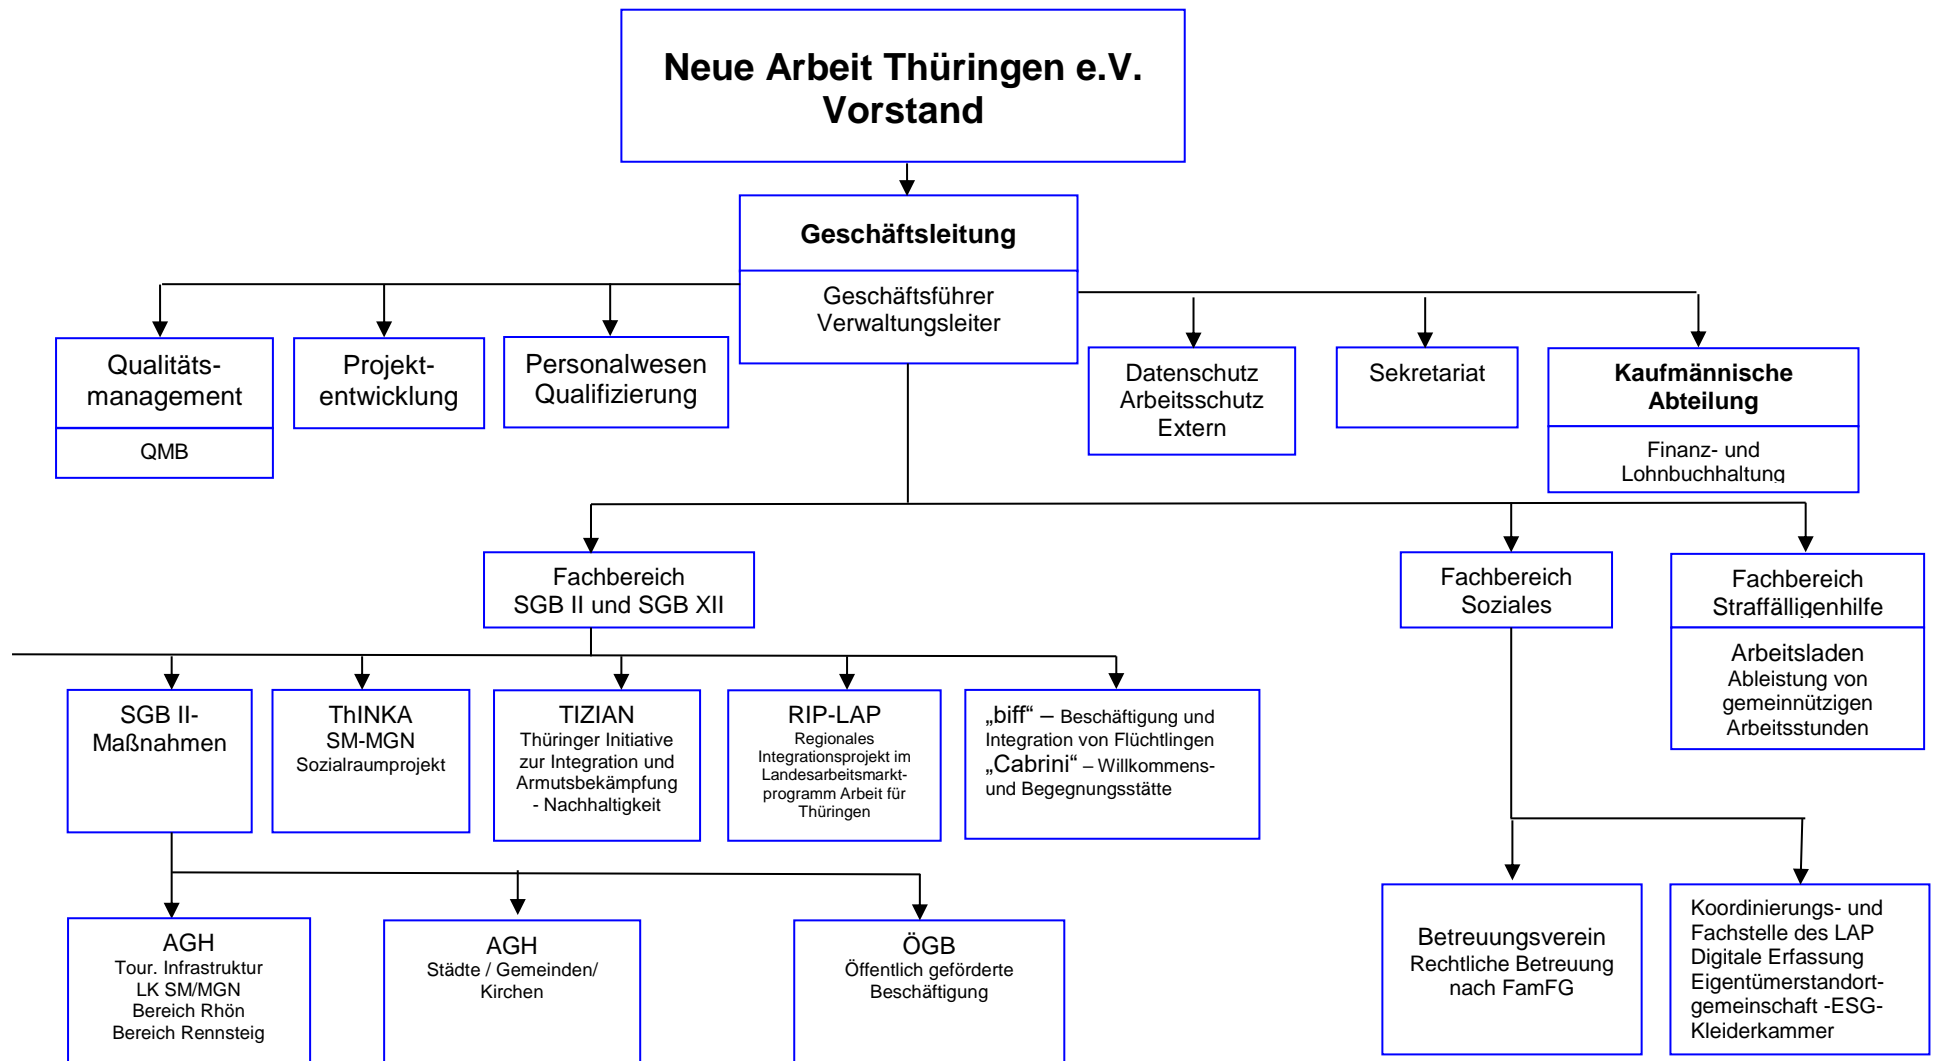 Neue Arbeit Thüringen e.V.
Vorstand
Geschäftsleitung
Geschäftsführer
Verwaltungsleiter
Qualitäts-
management
QMB
Projekt-
entwicklung
Personalwesen
Qualifizierung
Datenschutz
Arbeitsschutz
Extern
Sekretariat
Kaufmännische
Abteilung
Finanz- und
Lohnbuchhaltung
Fachbereich
SGB II und SGB XII
Fachbereich
Soziales
Fachbereich
Straffälligenhilfe
Arbeitsladen
Ableistung von
gemeinnützigen
Arbeitsstunden
SGB II-
Maßnahmen
ThINKA
SM-MGN
Sozialraumprojekt
TIZIAN
Thüringer Initiative
zur Integration und
Armutsbekämpfung
- Nachhaltigkeit
RIP-LAP
Regionales
Integrationsprojekt im
Landesarbeitsmarkt-
programm Arbeit für
Thüringen
„biff“ – Beschäftigung und
Integration von Flüchtlingen
„Cabrini“ – Willkommens-
und Begegnungsstätte
AGH
Tour. Infrastruktur
LK SM/MGN
Bereich Rhön
Bereich Rennsteig
AGH
Städte / Gemeinden/
Kirchen
ÖGB
Öffentlich geförderte
Beschäftigung
Betreuungsverein
Rechtliche Betreuung
nach FamFG
Koordinierungs- und
Fachstelle des LAP
Digitale Erfassung
Eigentümerstandort-
gemeinschaft -ESG-
Kleiderkammer